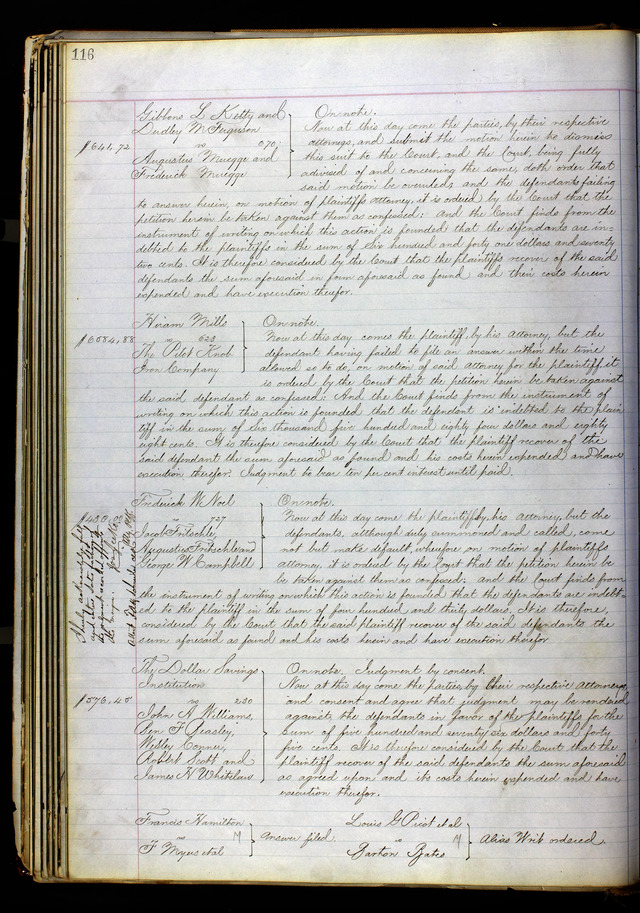 116
Gibbons L Ketty and
Dudley M Ferguson
vs 670
Augustus Muegge and
Frederick Muegge
$641,72
On note.
Now at this day come the parties, by their respective
attorneys, and submit the motion herein to dismiss
this suit to the Court, and the Court, being fully
advised of and concerning the same, doth order that
said motion be overruled; and the defendants failing
to answer herein, on motion of plaintiffs attorney, it is ordered by the Court that the
petition herein be taken against them as confessed: And the Court finds from the
instrument of writing on which this action is founded that the defendants are in-
debted to the plaintiffs in the sum of Six hundred and forty one dollars and seventy
two cents. It is therefore considered by the Court that the plaintiffs recover of the said
defendants the sum aforesaid in form aforesaid as found and their costs herein
expended and have execution therefor.
Hiram Mills
vs 623
The Pilot Knob
Iron Company
$6584,88
On note.
Now at this day comes the plaintiff, by his attorney, but the
defendant having failed to file an answer within the time
allowed so to do, on motion of said attorney for the plaintiff it
is ordered by the Court that the petition herein be taken against
the said defendant as confessed: And the Court finds from the instrument of
writing on which this action is founded that the defendant is indebted to the plain
tiff in the sum of Six thousand five hundred and eighty four dollars and eighty
eight cents. It is therefore considered by the Court that the plaintiff recover of the
said defendant the sum aforesaid as found and his costs herein expended and have
execution therefor. Judgment to bear ten per cent interest until paid.
Frederick W Noel
vs 727
Jacob Fritschle,
Augustus Fritschle and
George W Campbell
$430
On note.
Now at this day come the plaintiff by his attorney, but the
defendants, although duly summoned and called, come
not but make default, wherefore on motion of plaintiffs
attorney, it is ordered by the Court that the petition herein be
be taken against them as confessed: And the Court finds from
the instrument of writing on which this action is founded that the defendants are indebt-
ed to the plaintiff in the sum of four hundred and thirty dollars. It is therefore,
considered by the Court that the said plaintiff recover of the said defendants the
sum aforesaid as found and his costs herein and have execution therefor
The Dollar Savings
Institution
vs 230
John H Williams,
Ben F Beasley,
Wesley Conner,
Robert Scott and
James H Whitelaw
$576,45
On note. Judgment by consent.
Now at this day come the parties, by their respective attorneys,
and consent and agree that judgment may be rendered
against the defendants in favor of the plaintiffs for the
sum of five hundred and seventy six dollars and forty
five cents. It is therefore considered by the Court that the
plaintiff recover of the said defendants the sum aforesaid
as agreed upon and its costs herein expended and have
execution therefor.
Francis Hamilton
vs M
F Myers et al
Answer filed.
Louis G Picot et al
vs M
Barton Bates
Alias Writ ordered.